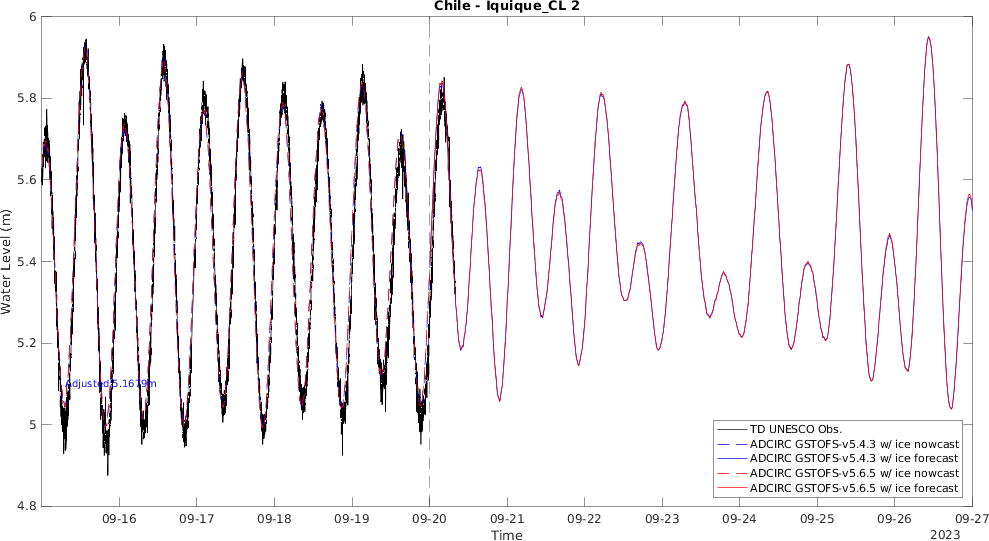 Chile - Iquique_CL 2
6
5.8
5.6
5.4
5.2
5
4.8
Water Level (m)
Adjusted:5.1679m
TD UNESCO Obs.
ADCIRC GSTOFS-v5.4.3 w/ ice nowcast
ADCIRC GSTOFS-v5.4.3 w/ ice forecast
ADCIRC GSTOFS-v5.6.5 w/ ice nowcast
ADCIRC GSTOFS-v5.6.5 w/ ice forecast
09-16 09-17 09-18 09-19 09-20 09-21 09-22 09-23 09-24 09-25 09-26 09-27
Time
2023